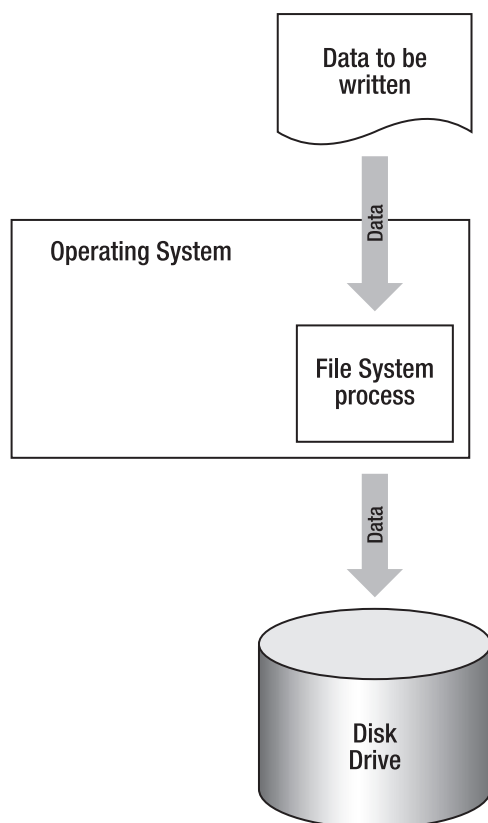 Data to be
written
Data
Operating System
File System
process
Data
Disk
Drive